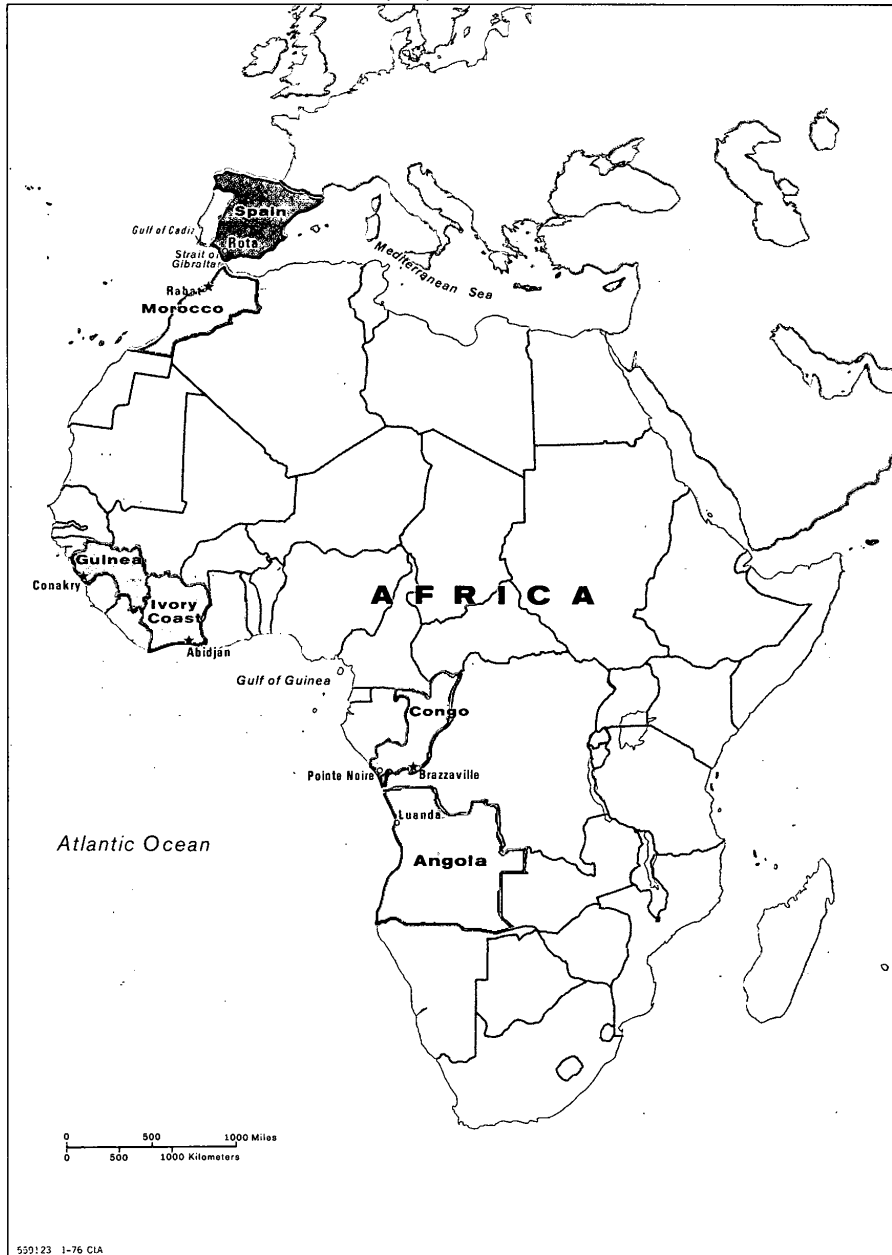 Spain
Gulf of Cadiz
Rota
Strait of
Gibraltar
Mediterranean Sea
Rabat
Morocco
Guinea
Conakry
Ivory
Coast
Abidjan
AFRICA
Gulf of Guinea
Congo
Pointe Noire
Brazzaville
Luanda
Atlantic Ocean
Angola
0 500 1000 Miles
0 500 1000 Kilometers
559123 1-76 CIA